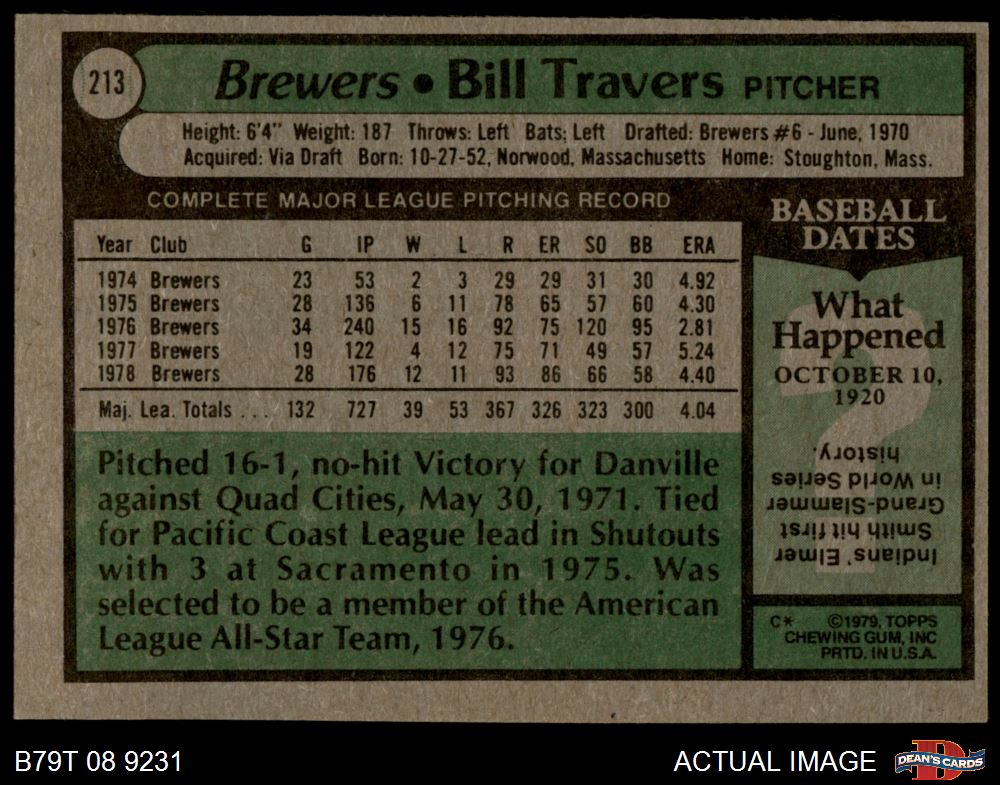 213
Brewers • Bill Travers PITCHER
Height: 6'4" Weight: 187 Throws: Left Bats: Left Drafted: Brewers #6 - June, 1970
Acquired: Via Draft Born: 10-27-52, Norwood, Massachusetts Home: Stoughton, Mass.
COMPLETE MAJOR LEAGUE PITCHING RECORD
Year Club G IP W L R ER SO BB ERA
1974 Brewers 23 53 2 3 29 29 31 30 4.92
1975 Brewers 28 136 6 11 78 65 57 60 4.30
1976 Brewers 34 240 15 16 92 75 120 95 2.81
1977 Brewers 19 122 4 12 75 71 49 57 5.24
1978 Brewers 28 176 12 11 93 86 66 58 4.40
Maj. Lea. Totals ... 132 727 39 53 367 326 323 300 4.04
Pitched 16-1, no-hit Victory for Danville
against Quad Cities, May 30, 1971. Tied
for Pacific Coast League lead in Shutouts
with 3 at Sacramento in 1975. Was
selected to be a member of the American
League All-Star Team, 1976.
BASEBALL
DATES
?
What
Happened
OCTOBER 10,
1920
Indians' Elmer
Smith hit first
Grand-Slammer
in World Series
history.
C* ©1979, TOPPS
CHEWING GUM, INC
PRTD. IN U.S.A.
B79T 08 9231
ACTUAL IMAGE
DEAN'S CARDS